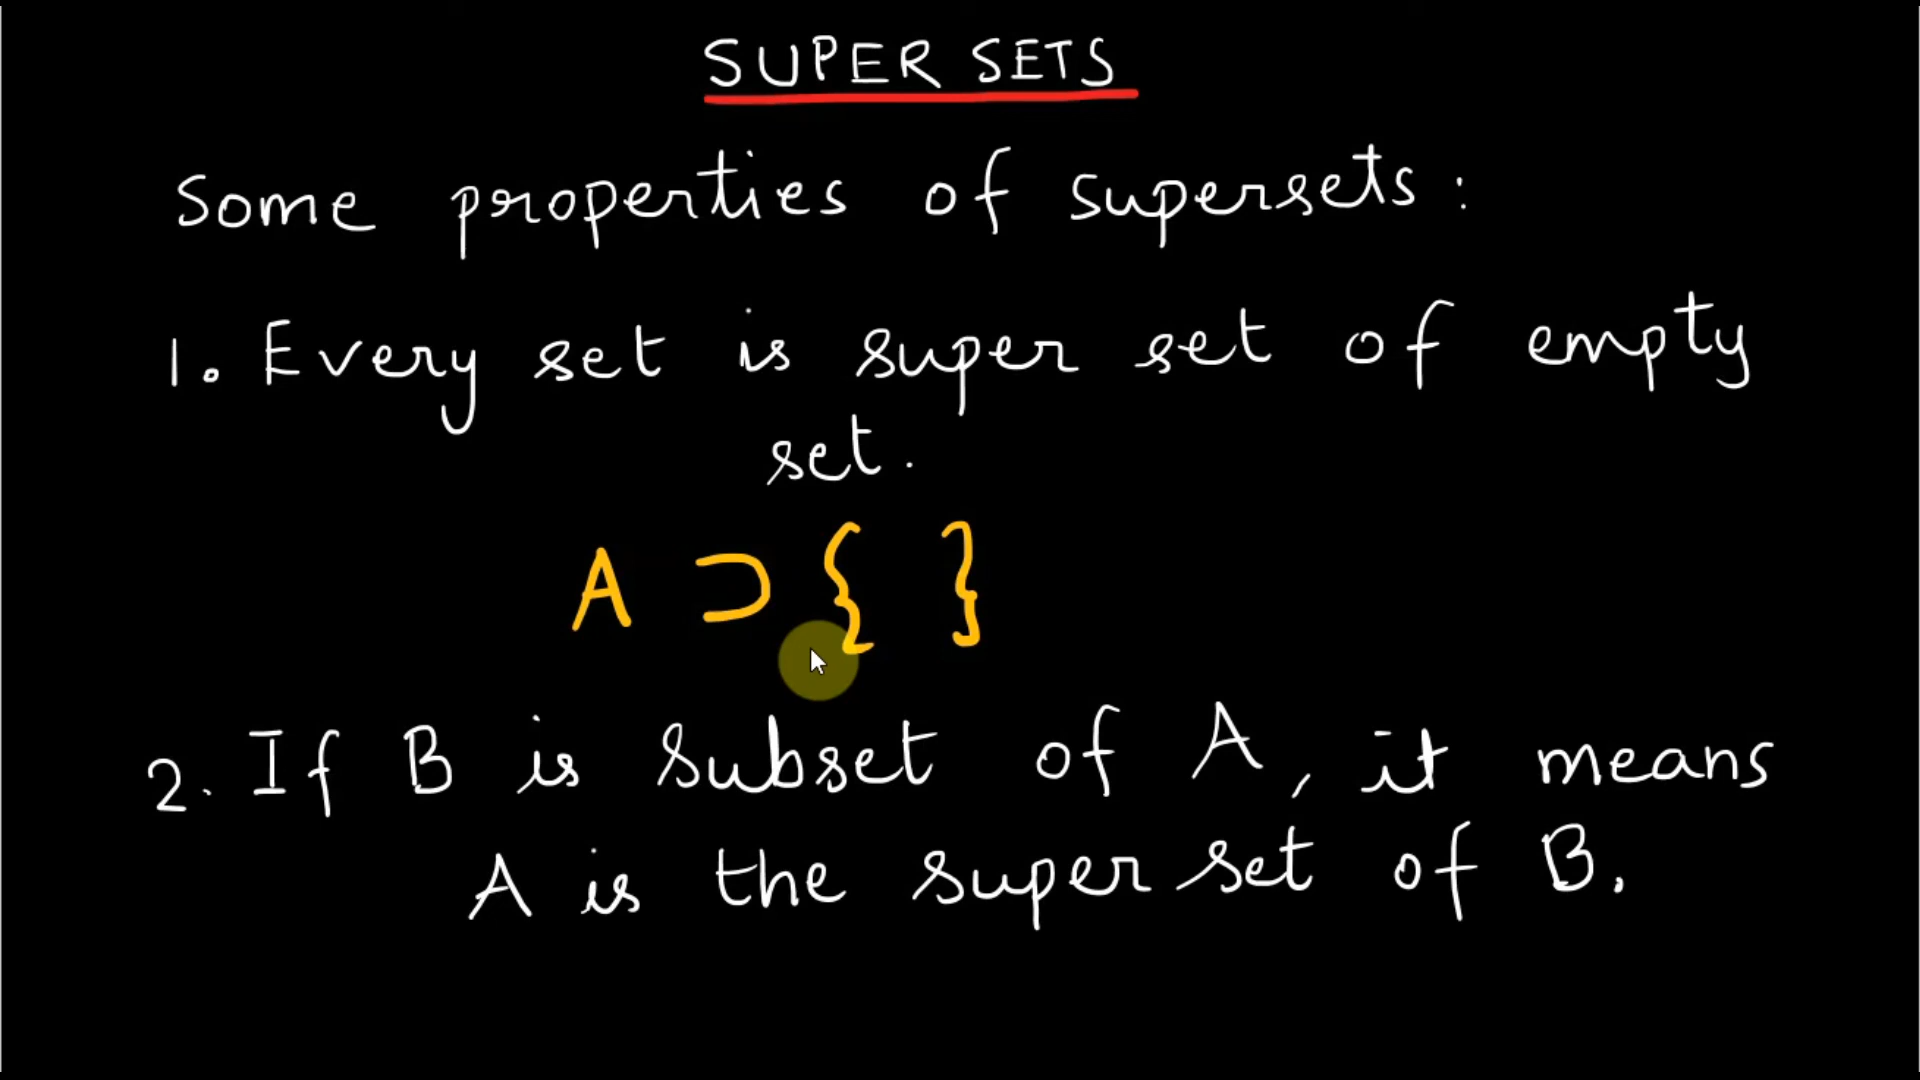 SUPER SETS
Some properties of supersets :
1. Every set is super set of empty
set.
A ⊃ { }
2. If B is subset of A, it means
A is the super set of B.